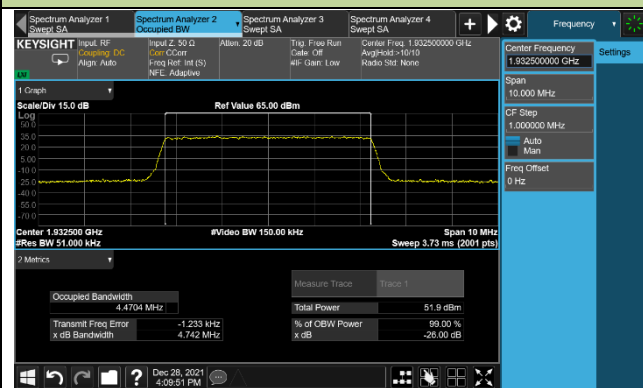 Spectrum Analyzer 1
Swept SA
Spectrum Analyzer 2
Occupied BW
Spectrum Analyzer 3
Swept SA
Spectrum Analyzer 4
Swept SA
Frequency
KEYSIGHT
Input: RF
Coupling: DC
Align: Auto
Input Z: 50 Ω
Corr CCorr
Freq Ref: Int (S)
NFE: Adaptive
Atten: 20 dB
Trig: Free Run
Gate: Off
#IF Gain: Low
Center Freq: 1.932500000 GHz
Avg|Hold:>10/10
Radio Std: None
LM
Center Frequency
1.932500000 GHz
Settings
Span
10.000 MHz
CF Step
1.000000 MHz
Auto
Man
Freq Offset
0 Hz
1 Graph
Scale/Div 15.0 dB
Ref Value 65.00 dBm
Log
50.0
35.0
20.0
5.00
-10.0
-25.0
-40.0
-55.0
-70.0
Center 1.932500 GHz
#Video BW 150.00 kHz
Span 10 MHz
#Res BW 51.000 kHz
Sweep 3.73 ms (2001 pts)
2 Metrics
Measure Trace
Trace 1
Occupied Bandwidth
4.4704 MHz
Total Power
51.9 dBm
Transmit Freq Error
-1.233 kHz
% of OBW Power
99.00 %
x dB Bandwidth
4.742 MHz
x dB
-26.00 dB
Dec 28, 2021
4:09:51 PM